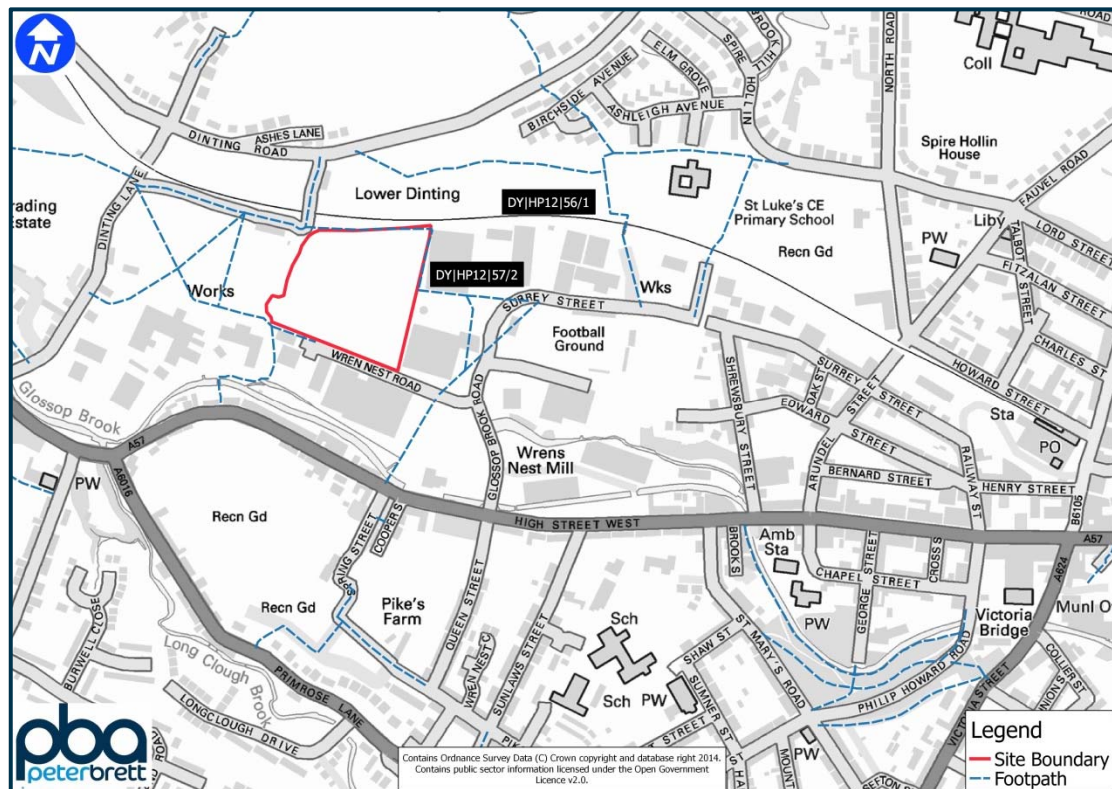 N
BROOK HILL
SPIRE HOLLIN
ELM GROVE
BIRCHSIDE AVENUE
ASHLEIGH AVENUE
NORTH ROAD
Coll
DINTING ROAD
ASHES LANE
Spire Hollin
House
FAUVEL ROAD
Lower Dinting
DY|HP12|56/1
St Luke's CE
Primary School
Recn Gd
Liby
PW
TALBOT STREET
LORD STREET
FITZALAN STREET
CHARLES ST
DINTING LANE
rading
Estate
DY|HP12|57/2
Works
Wks
SURREY STREET
Football
Ground
WREN NEST ROAD
GLOSSOP BROOK ROAD
SHREWSBURY STREET
OAK ST
SURREY STREET
EDWARD STREET
ARUNDEL STREET
HOWARD STREET
Sta
PO
BERNARD STREET
HENRY STREET
RAILWAY ST
B6105
Glossop Brook
Wrens
Nest Mill
A57
A6016
PW
Recn Gd
HIGH STREET WEST
A57
COOPER S
IRVING STREET
Recn Gd
Pike's
Farm
QUEEN STREET
WREN NEST C
SUNLAWS STREET
BROOK S
Amb
Sta
CHAPEL STREET
CROSS S
GEORGE STREET
PW
A624
Victoria
Bridge
Munl O
BURWELL CLOSE
Long Clough
Brook
PRIMROSE LANE
LONGCLOUGH DRIVE
Sch
Sch
PW
SHAW ST
SUMNER ST
ST MARY'S ROAD
PHILIP HOWARD ROAD
VICTORIA STREET
COLLIER ST
UNION S
PW
MOUNT
SEFTON
pba
peterbrett
Contains Ordnance Survey Data (C) Crown copyright and database right 2014.
Contains public sector information licensed under the Open Government
Licence v2.0.
Legend
Site Boundary
Footpath